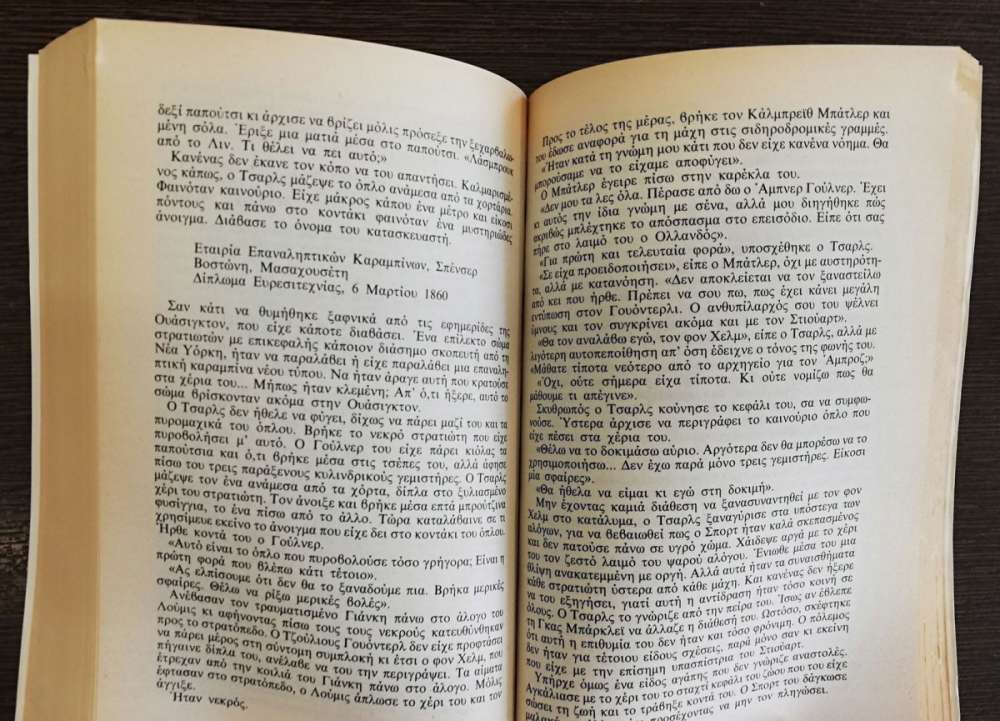 δεξί παπούτσι κι άρχισε να βρίζει μόλις πρόσεξε την ξεχαρβαλω-
μένη σόλα. Έριξε μια ματιά μέσα στο παπούτσι. «Λάσμπρουκ
από το Λιν. Τι θέλει να πει αυτό;»
Κανένας δεν έκανε τον κόπο να του απαντήσει. Καλμαρισμέ-
νος κάπως, ο Τσαρλς μάζεψε το όπλο ανάμεσα από τα χορτάρια.
Φαινόταν καινούριο. Είχε μάκρος κάπου ένα μέτρο και είκοσι
πόντους και πάνω στο κοντάκι φαινόταν ένα μυστηριώδες
άνοιγμα. Διάβασε το όνομα του κατασκευαστή.
Εταιρία Επαναληπτικών Καραμπίνων, Σπένσερ
Βοστώνη, Μασαχουσέτη
Δίπλωμα Ευρεσιτεχνίας, 6 Μαρτίου 1860
Σαν κάτι να θυμήθηκε ξαφνικά από τις εφημερίδες της
Ουάσιγκτον, που είχε κάποτε διαβάσει. Ένα επίλεκτο σώμα
στρατιωτών με επικεφαλής κάποιον διάσημο σκοπευτή από τη
Νέα Υόρκη, ήταν να παραλάβει ή είχε παραλάβει μια επαναλη-
πτική καραμπίνα νέου τύπου. Να ήταν άραγε αυτή που κρατούσε
στα χέρια του... Μήπως ήταν κλεμένη; Απ' ό,τι ήξερε, αυτό το
σώμα βρίσκονταν ακόμα στην Ουάσιγκτον.
Ο Τσαρλς δεν ήθελε να φύγει, δίχως να πάρει μαζί του και τα
πυρομαχικά του όπλου. Βρήκε το νεκρό στρατιώτη που είχε
πυροβολήσει μ' αυτό. Ο Γούλνερ του είχε πάρει κιόλας τα
παπούτσια και ό,τι βρήκε μέσα στις τσέπες του, αλλά άφησε
πίσω του τρεις παράξενους κυλινδρικούς γεμιστήρες. Ο Τσαρλς
μάζεψε τον ένα ανάμεσα από τα χόρτα, δίπλα στο ξυλιασμένο
χέρι του στρατιώτη. Τον άνοιξε και βρήκε μέσα επτά μπρούτζινα
φυσίγγια, το ένα πίσω από το άλλο. Τώρα καταλάβαινε σε τι
χρησίμευε εκείνο το άνοιγμα που είχε δει στο κοντάκι του όπλου.
Ήρθε κοντά του ο Γούλνερ.
«Αυτό είναι το όπλο που πυροβολούσε τόσο γρήγορα; Είναι η
πρώτη φορά που βλέπω κάτι τέτοιο».
«Ας ελπίσουμε ότι δεν θα το ξαναδούμε πια. Βρήκα μερικές
σφαίρες. Θέλω να ρίξω μερικές βολές».
Ανέβασαν τον τραυματισμένο Γιάνκη πάνω στο άλογο του
Λούμις κι αφήνοντας πίσω τους τους νεκρούς κατευθύνθηκαν
προς το στρατόπεδο. Ο Τζούλιους Γουόντερλ δεν είχε προφτάσει
να πάρει μέρος στη σύντομη συμπλοκή κι έτσι ο φον Χελμ, που
πήγαινε δίπλα του, ανέλαβε να του την περιγράψει. Τα αίματα
έτρεχαν από την κοιλιά του Γιάνκη πάνω στο άλογο. Μόλις
έφτασαν στο στρατόπεδο, ο Λούμις άπλωσε το χέρι του και τον
άγγιξε.
Ήταν νεκρός.
Προς το τέλος της μέρας, βρήκε τον Κάλμπρεϊθ Μπάτλερ και
του έδωσε αναφορά για τη μάχη στις σιδηροδρομικές γραμμές.
«Ήταν κατά τη γνώμη μου κάτι που δεν είχε κανένα νόημα. Θα
μπορούσαμε να το είχαμε αποφύγει».
Ο Μπάτλερ έγειρε πίσω στην καρέκλα του.
«Δεν μου τα λες όλα. Πέρασε από δω ο Άμπνερ Γούλνερ. Έχει
κι αυτός την ίδια γνώμη με σένα, αλλά μου διηγήθηκε πώς
ακριβώς μπλέχτηκε το απόσπασμα στο επεισόδιο. Είπε ότι σας
πήρε στο λαιμό του ο Ολλανδός».
«Για πρώτη και τελευταία φορά», υποσχέθηκε ο Τσαρλς.
«Σε είχα προειδοποιήσει», είπε ο Μπάτλερ, όχι με αυστηρότη-
τα, αλλά με κατανόηση. «Δεν αποκλείεται να τον ξαναστείλω
από κει που ήρθε. Πρέπει να σου πω, πως έχει κάνει μεγάλη
εντύπωση στον Γουόντερλι. Ο ανθυπίλαρχός σου του ψέλνει
ύμνους και τον συγκρίνει ακόμα και με τον Στιούαρτ».
«Θα τον αναλάβω εγώ, τον φον Χελμ», είπε ο Τσαρλς, αλλά με
λιγότερη αυτοπεποίθηση απ' όση έδειχνε ο τόνος της φωνής του.
«Μάθατε τίποτα νεότερο από το αρχηγείο για τον Άμπροζ;»
«Όχι, ούτε σήμερα είχα τίποτα. Κι ούτε νομίζω πως θα
μάθουμε τι απέγινε».
Σκυθρωπός ο Τσαρλς κούνησε το κεφάλι του, σα να συμφω-
νούσε. Ύστερα άρχισε να περιγράφει το καινούριο όπλο που
είχε πέσει στα χέρια του.
«Θέλω να το δοκιμάσω αύριο. Αργότερα δεν θα μπορέσω να το
χρησιμοποιήσω... Δεν έχω παρά μόνο τρεις γεμιστήρες. Είκοσι
μία σφαίρες».
«Θα ήθελα να είμαι κι εγώ στη δοκιμή».
Μην έχοντας καμιά διάθεση να ξανασυναντηθεί με τον φον
Χελμ στο κατάλυμα, ο Τσαρλς ξαναγύρισε στα υπόστεγα των
αλόγων, για να βεβαιωθεί πως ο Σπορτ ήταν καλά σκεπασμένος
και δεν πατούσε πάνω σε υγρό χώμα. Χάιδεψε αργά με το χέρι
του τον ζεστό λαιμό του ψαρού αλόγου. Ένιωθε μέσα του μια
θλίψη ανακατεμένη με οργή. Αλλά αυτά ήταν τα συναισθήματα
κάθε στρατιώτη ύστερα από κάθε μάχη. Και κανένας δεν ήξερε
να του εξηγήσει, γιατί αυτή η αντίδραση ήταν τόσο κοινή σε
όλους. Ο Τσαρλς το γνώριζε από την πείρα του. Ίσως αν έβλεπε
τη Γκας Μπάρκλεϊ να άλλαζε η διάθεσή του. Ωστόσο, σκέφτηκε
ότι αυτή η επιθυμία του δεν ήταν και τόσο φρόνιμη. Ο πόλεμος
δεν ήταν για τέτοιου είδους σχέσεις, παρά μόνο σαν κι εκείνη
που είχε με την επίσημη υπασπίστρια του Στιούαρτ.
Υπήρχε όμως ένα είδος αγάπης που δεν γνώριζε αναστολές.
Αγκάλιασε με το χέρι του το σταχτί κεφάλι του ζώου που του είχε
σώσει τη ζωή και το τράβηξε κοντά του. Ο Σπορτ του δάγκωσε
μαλακά προσέχοντας να μην τον πληγώσει.